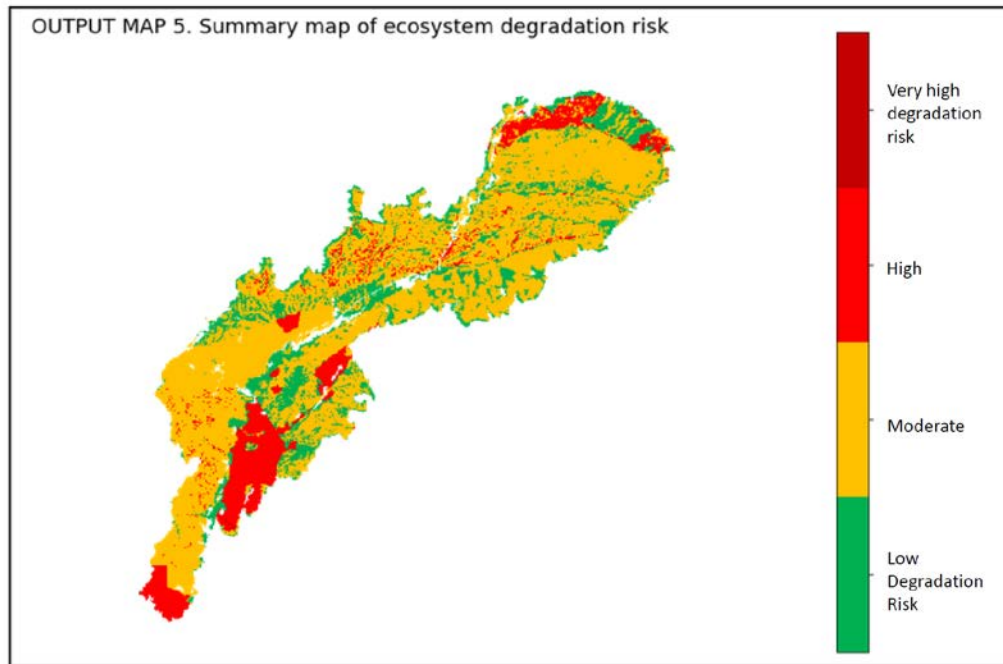 OUTPUT MAP 5. Summary map of ecosystem degradation risk
Very high
degradation
risk
High
Moderate
Low
Degradation
Risk